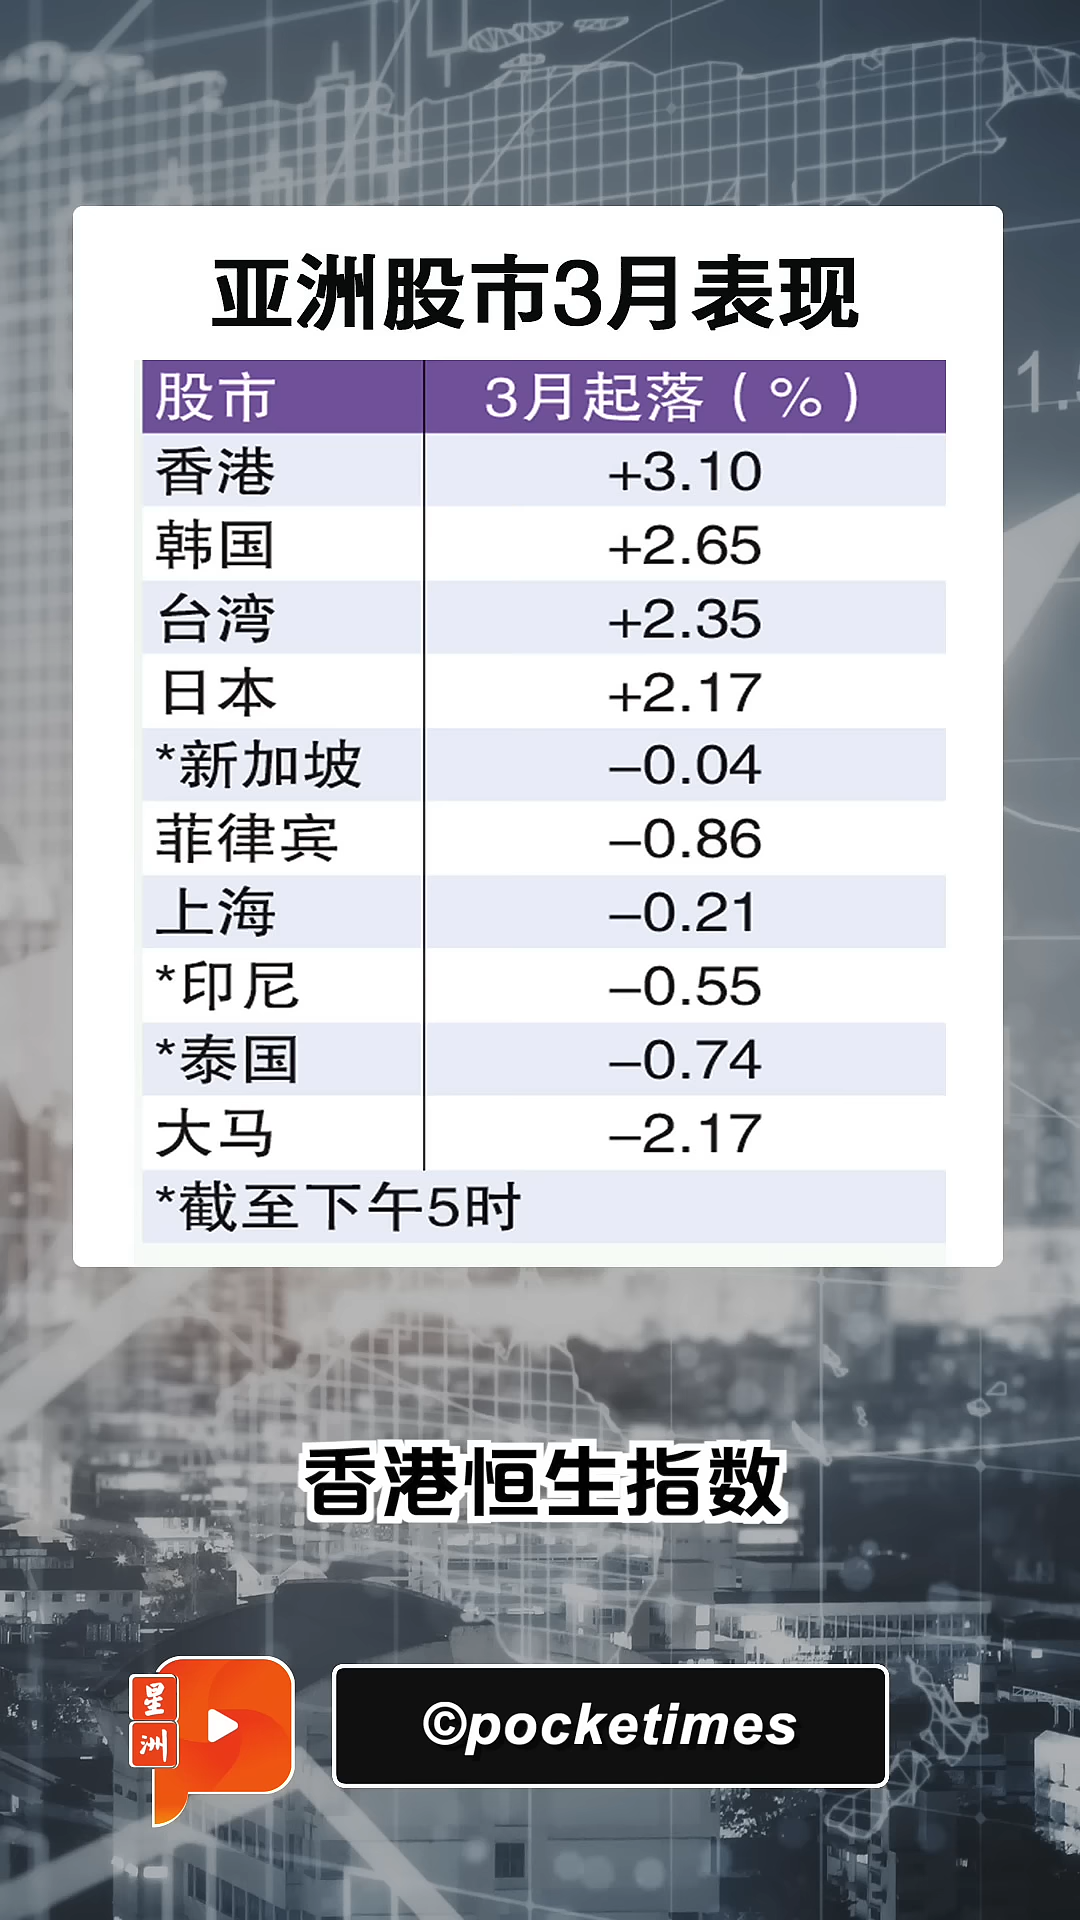 亚洲股市3月表现
股市 3月起落（%）
香港 +3.10
韩国 +2.65
台湾 +2.35
日本 +2.17
*新加坡 –0.04
菲律宾 –0.86
上海 –0.21
*印尼 –0.55
*泰国 –0.74
大马 –2.17
*截至下午5时
香港恒生指数
星洲
©pocketimes